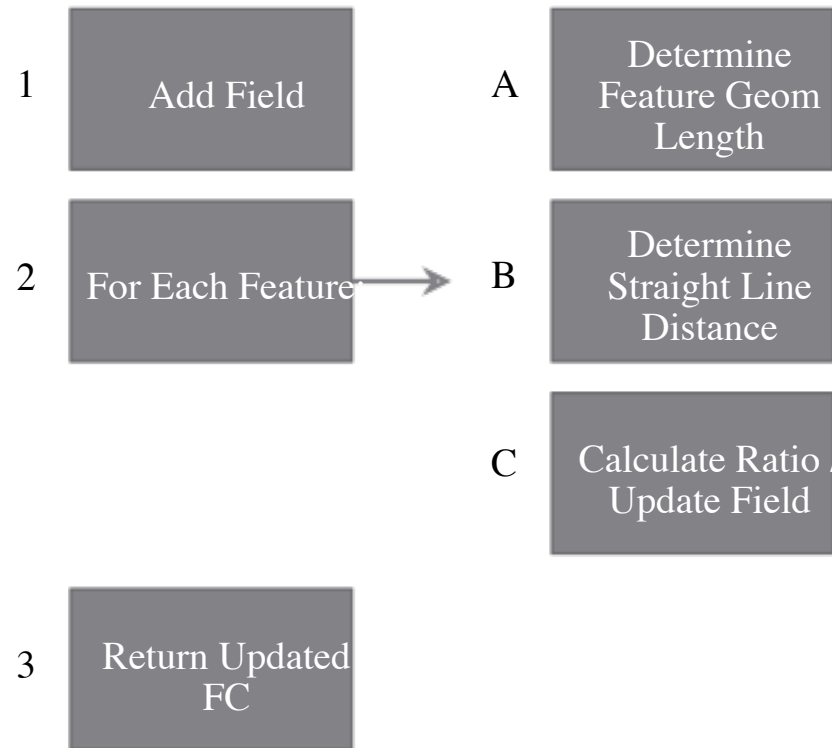 1
Add Field
A
Determine
Feature Geom
Length
2
For Each Feature:
B
Determine
Straight Line
Distance
C
Calculate Ratio /
Update Field
3
Return Updated
FC